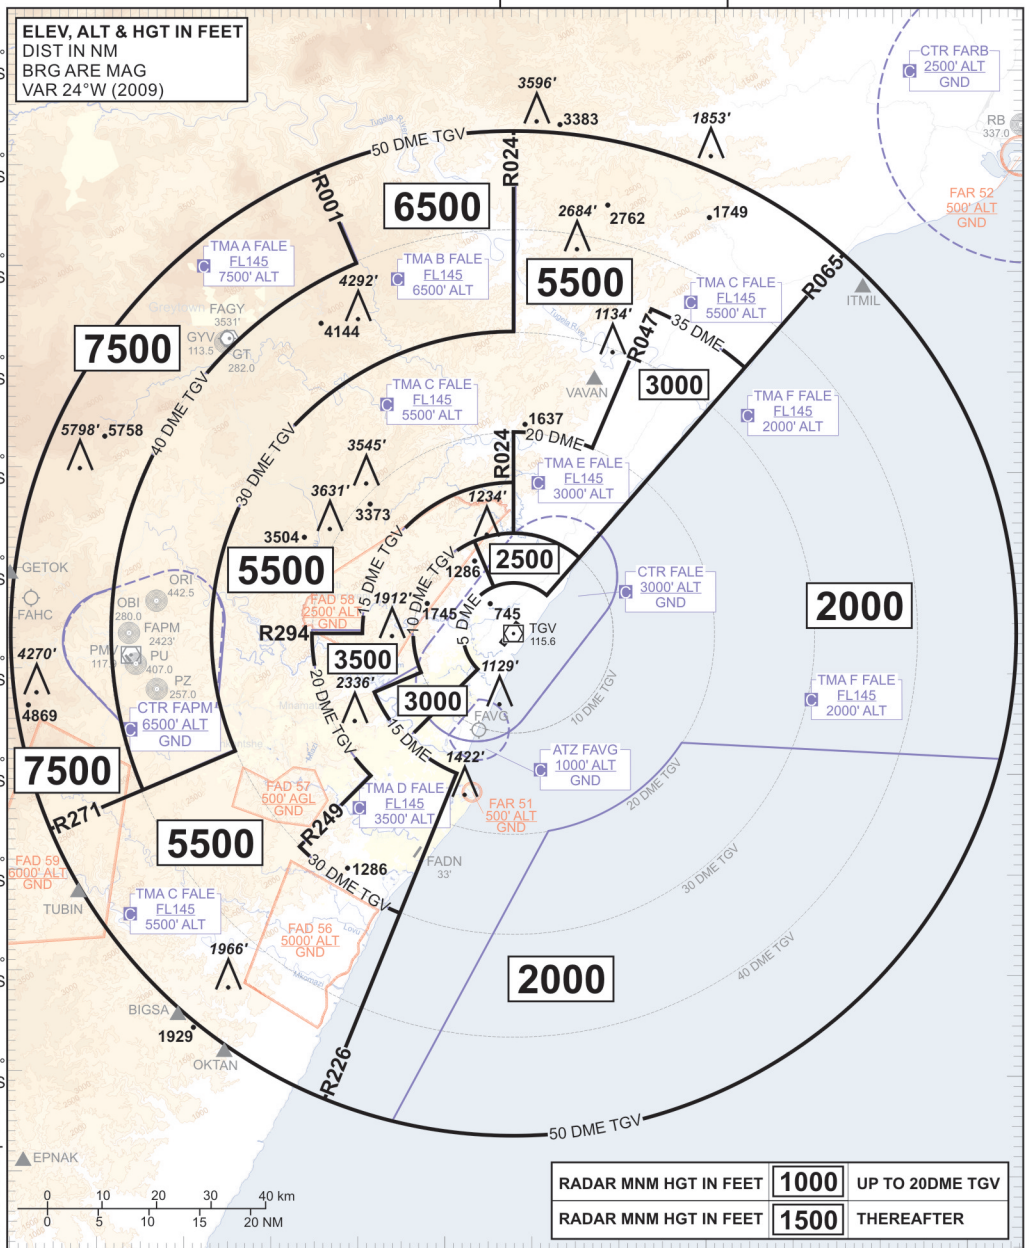 ELEV, ALT & HGT IN FEET
DIST IN NM
BRG ARE MAG
VAR 24°W (2009)
CTR FARB
2500' ALT
C
GND
3596'
3383
1853'
RB
337.0
50 DME TGV
Tugela River
R024
R001
6500
FAR 52
500' ALT
GND
2684'
2762
1749
TMA A FALE
FL145
C
7500' ALT
TMA B FALE
FL145
C
6500' ALT
5500
R065
ITMIL
4292'
TMA C FALE
FL145
C
5500' ALT
Greytown
FAGY
3531'
GYV
113.5
GT
282.0
4144
Tugela River
1134'
R047
35 DME
7500
3000
VAVAN
TMA C FALE
FL145
C
5500' ALT
TMA F FALE
FL145
C
2000' ALT
40 DME TGV
5798'
5758
1637
20 DME
R024
30 DME TGV
3545'
TMA E FALE
FL145
C
3000' ALT
3631'
3373
1234'
3504
2500
1286
GETOK
5500
15 DME TGV
10 DME TGV
5 DME
FAHC
ORI
442.5
OBI
280.0
FAPM
2423'
PMV
117.
PU
407.0
PZ
257.0
FAD 58
2500' ALT
GND
1912'
1745
745
CTR FALE
3000' ALT
C
GND
2000
R294
TGV
115.6
3500
4270'
4869
2336'
1129'
3000
10 DME TGV
TMA F FALE
FL145
C
2000' ALT
CTR FAPM
6500' ALT
C
GND
20 DME TGV
15 DME
FAVG
ATZ FAVG
1000' ALT
C
GND
7500
1422'
20 DME TGV
FAD 57
500' AGL
GND
TMA D FALE
FL145
C
3500' ALT
FAR 51
500' ALT
GND
R271
R249
5500
FADN
33'
30 DME TGV
1286
30 DME TGV
FAD 59
6000' ALT
GND
TUBIN
TMA C FALE
FL145
C
5500' ALT
FAD 56
5000' ALT
GND
Lovu
40 DME TGV
1966'
2000
BIGSA
1929
OKTAN
R226
50 DME TGV
EPNAK
0 10 20 30 40 km
0 5 10 15 20 NM
RADAR MNM HGT IN FEET 1000 UP TO 20DME TGV
RADAR MNM HGT IN FEET 1500 THEREAFTER